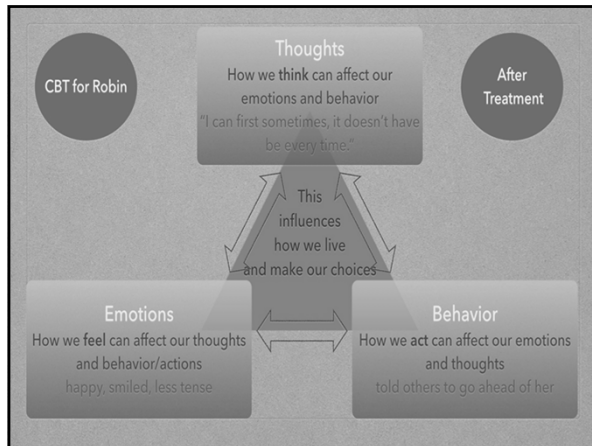 CBT for Robin
Thoughts
How we think can affect our
emotions and behavior
"I can first sometimes, it doesn't have
be every time."
After
Treatment
This
influences
how we live
and make our choices
Emotions
How we feel can affect our thoughts
and behavior/actions
happy, smiled, less tense
Behavior
How we act can affect our emotions
and thoughts
told others to go ahead of her